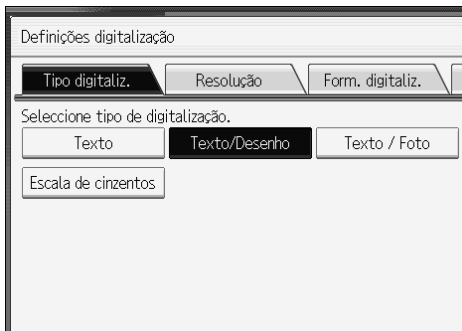 Definições digitalização
Tipo digitaliz. Resolução Form. digitaliz.
Seleccione tipo de digitalização.
Texto Texto/Desenho Texto / Foto
Escala de cinzentos